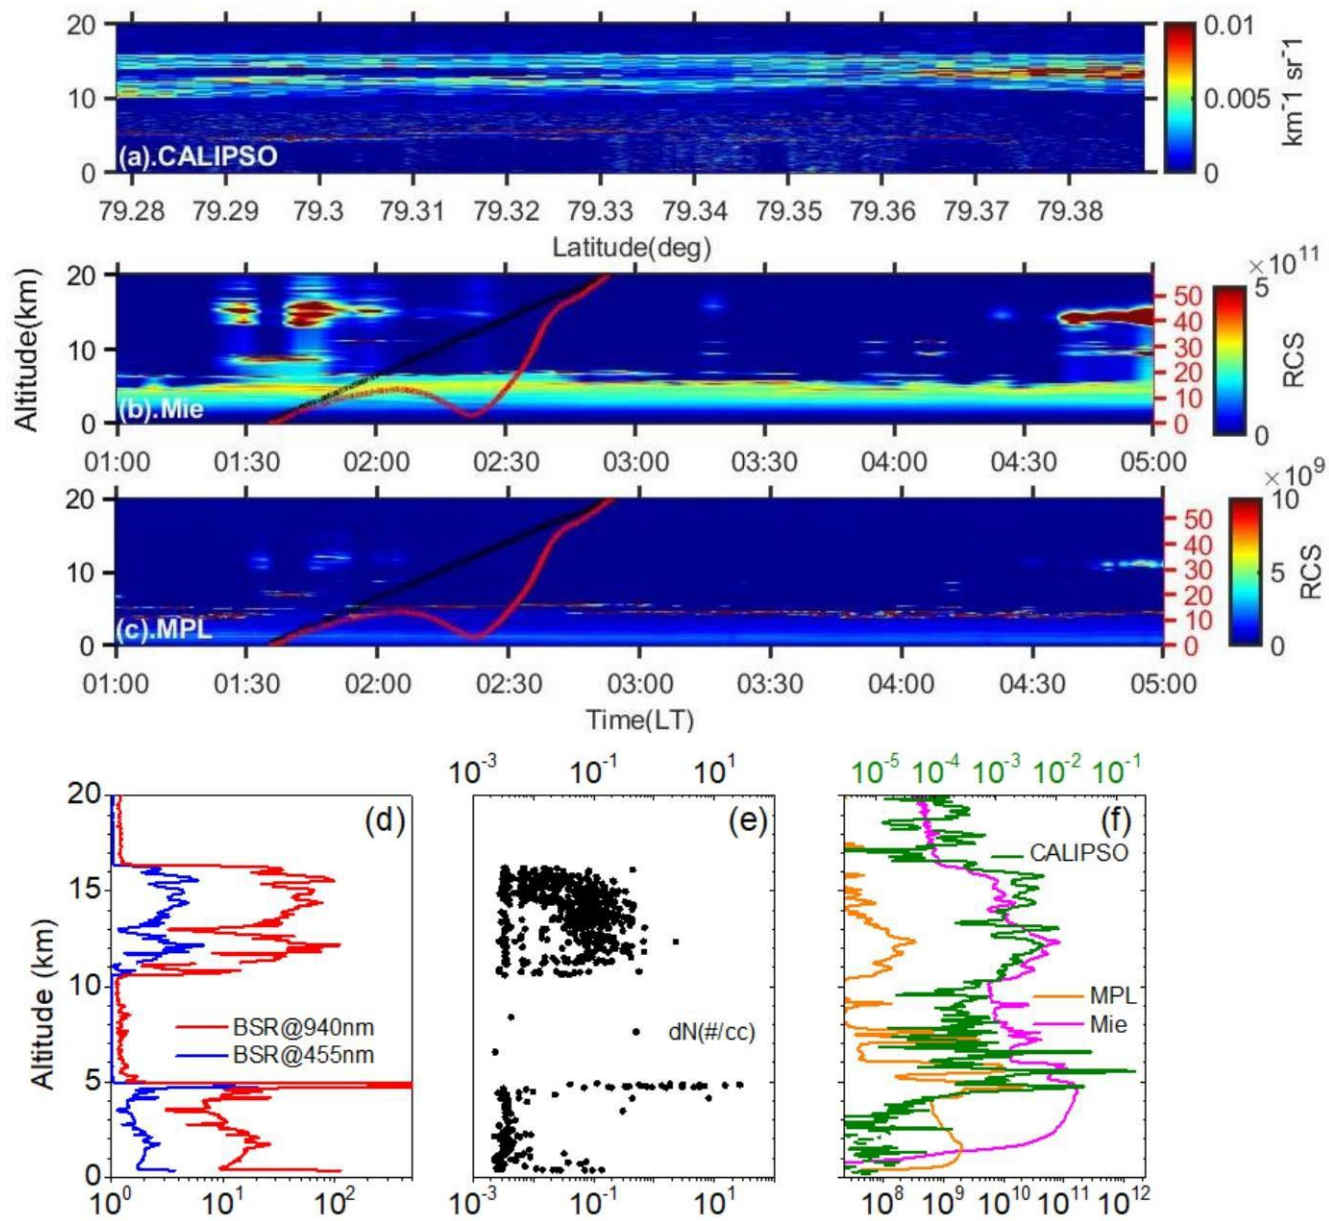 20
10
0
(a).CALIPSO
0.01
0.005
0
km⁻¹ sr⁻¹
79.28 79.29 79.3 79.31 79.32 79.33 79.34 79.35 79.36 79.37 79.38
Latitude(deg)
Altitude(km)
20
10
0
(b).Mie
50
40
30
20
10
0
×10¹¹
5
0
RCS
01:00 01:30 02:00 02:30 03:00 03:30 04:00 04:30 05:00
20
10
0
(c).MPL
50
40
30
20
10
0
×10⁹
10
5
0
RCS
01:00 01:30 02:00 02:30 03:00 03:30 04:00 04:30 05:00
Time(LT)
Altitude (km)
20
15
10
5
0
(d)
BSR@940nm
BSR@455nm
10⁰ 10¹ 10²
10⁻³ 10⁻¹ 10¹
(e)
dN(#/cc)
10⁻³ 10⁻¹ 10¹
10⁻⁵ 10⁻⁴ 10⁻³ 10⁻² 10⁻¹
(f)
CALIPSO
MPL
Mie
10⁸ 10⁹ 10¹⁰ 10¹¹ 10¹²